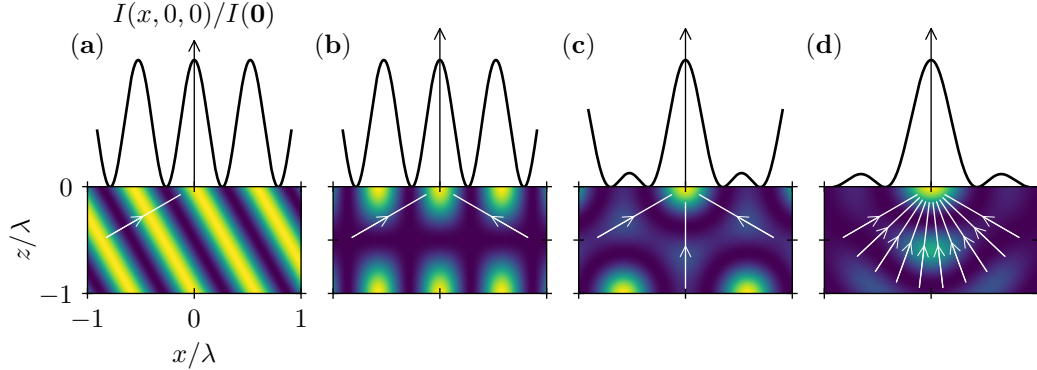 I(x, 0, 0)/I(0)
(a) (b) (c) (d)
0
z/λ
−1
−1 0 1
x/λ